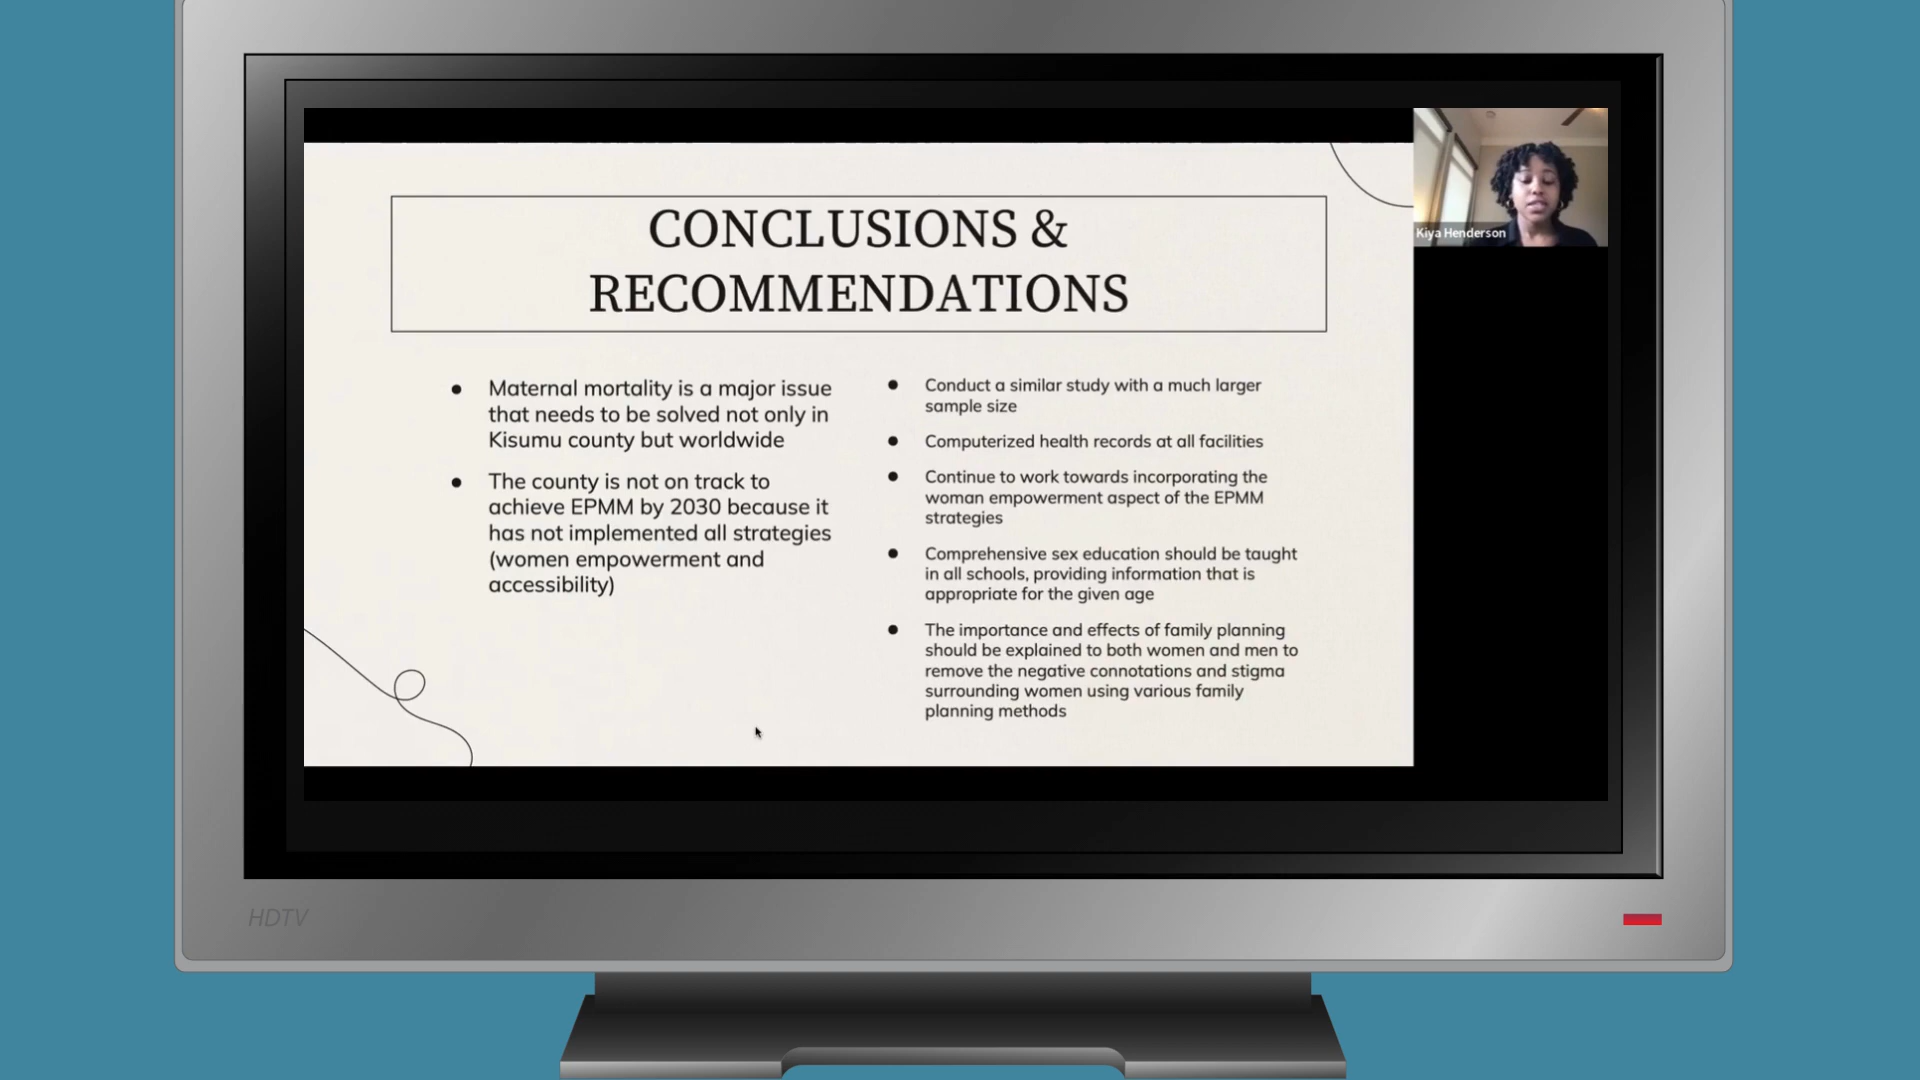 CONCLUSIONS &
RECOMMENDATIONS
● Maternal mortality is a major issue
that needs to be solved not only in
Kisumu county but worldwide
● The county is not on track to
achieve EPMM by 2030 because it
has not implemented all strategies
(women empowerment and
accessibility)
● Conduct a similar study with a much larger
sample size
● Computerized health records at all facilities
● Continue to work towards incorporating the
woman empowerment aspect of the EPMM
strategies
● Comprehensive sex education should be taught
in all schools, providing information that is
appropriate for the given age
● The importance and effects of family planning
should be explained to both women and men to
remove the negative connotations and stigma
surrounding women using various family
planning methods
Kiya Henderson
HDTV